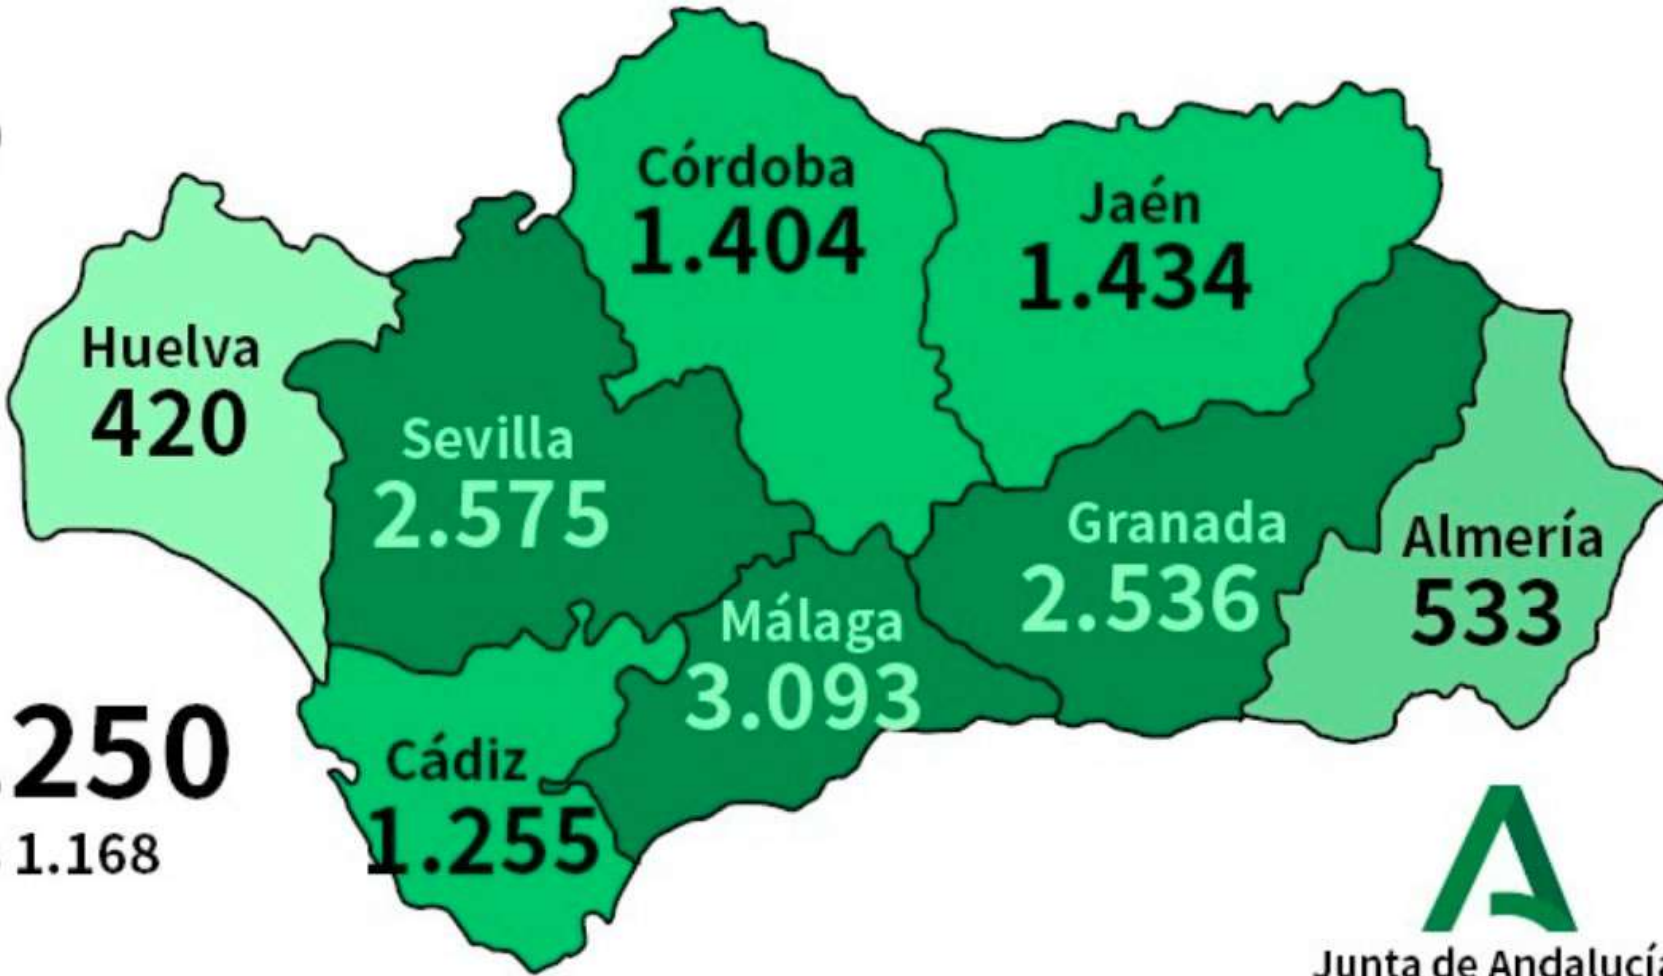 Córdoba
1.404
Jaén
1.434
Huelva
420
Sevilla
2.575
Granada
2.536
Almería
533
Málaga
3.093
.250
1.168
Cádiz
1.255
Junta de Andalucía